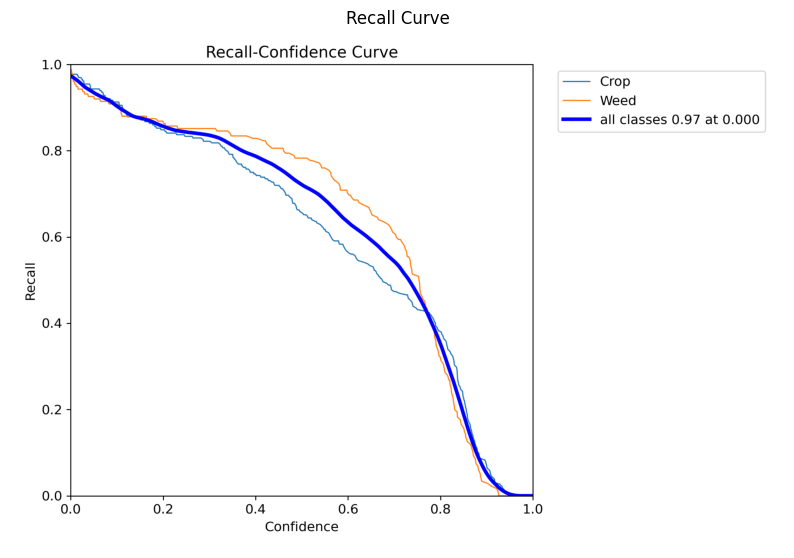 Recall Curve
Recall-Confidence Curve
1.0
0.8
0.6
0.4
0.2
0.0
Recall
0.0 0.2 0.4 0.6 0.8 1.0
Confidence
Crop
Weed
all classes 0.97 at 0.000